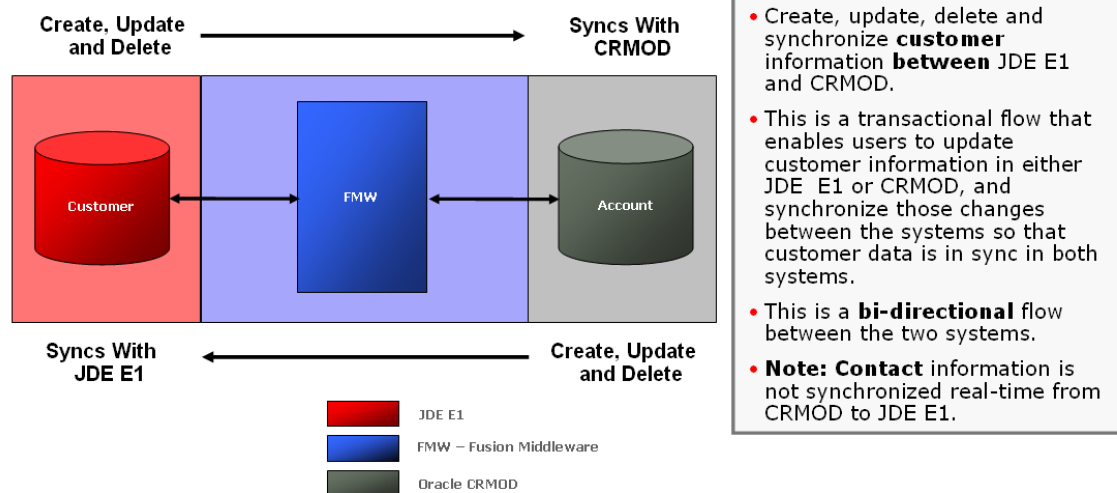 Create, Update
and Delete
Syncs With
CRMOD
Customer
FMW
Account
Syncs With
JDE E1
Create, Update
and Delete
JDE E1
FMW – Fusion Middleware
Oracle CRMOD
• Create, update, delete and
synchronize customer
information between JDE E1
and CRMOD.
• This is a transactional flow that
enables users to update
customer information in either
JDE E1 or CRMOD, and
synchronize those changes
between the systems so that
customer data is in sync in both
systems.
• This is a bi-directional flow
between the two systems.
• Note: Contact information is
not synchronized real-time from
CRMOD to JDE E1.